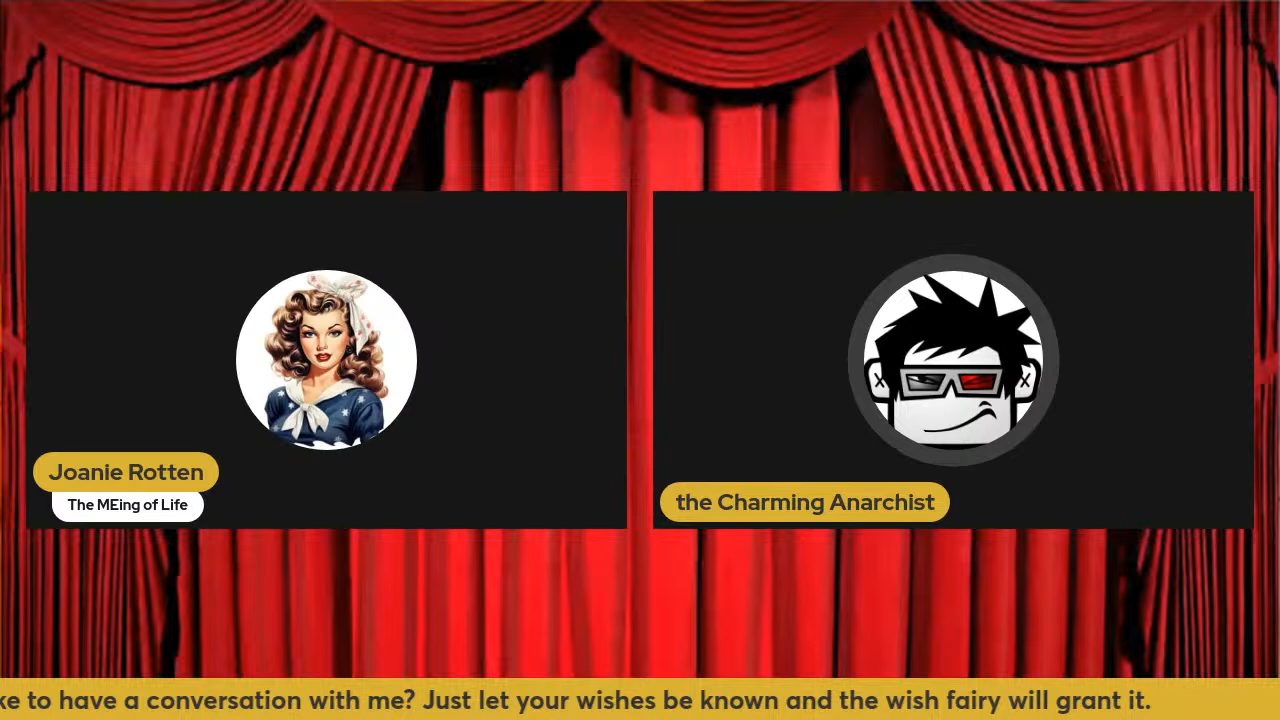 Joanie Rotten
The MEing of Life
the Charming Anarchist
to have a conversation with me? Just let your wishes be known and the wish fairy will grant it.